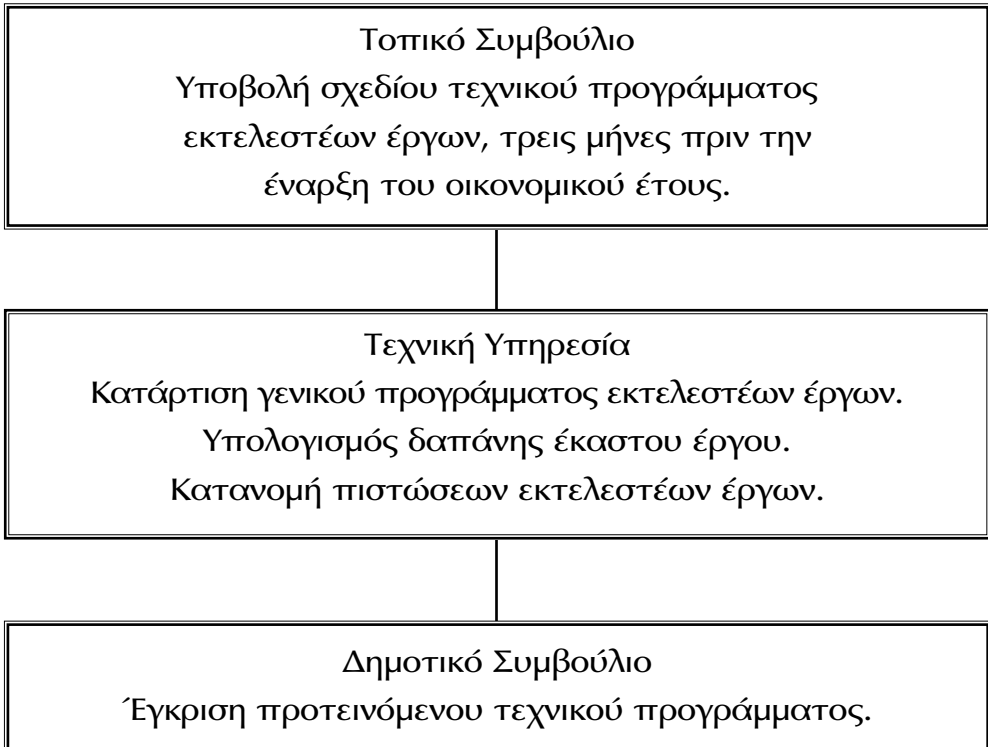 Τοπικό Συμβούλιο
Υποβολή σχεδίου τεχνικού προγράμματος
εκτελεστέων έργων, τρεις μήνες πριν την
έναρξη του οικονομικού έτους.
Τεχνική Υπηρεσία
Κατάρτιση γενικού προγράμματος εκτελεστέων έργων.
Υπολογισμός δαπάνης έκαστου έργου.
Κατανομή πιστώσεων εκτελεστέων έργων.
Δημοτικό Συμβούλιο
Έγκριση προτεινόμενου τεχνικού προγράμματος.